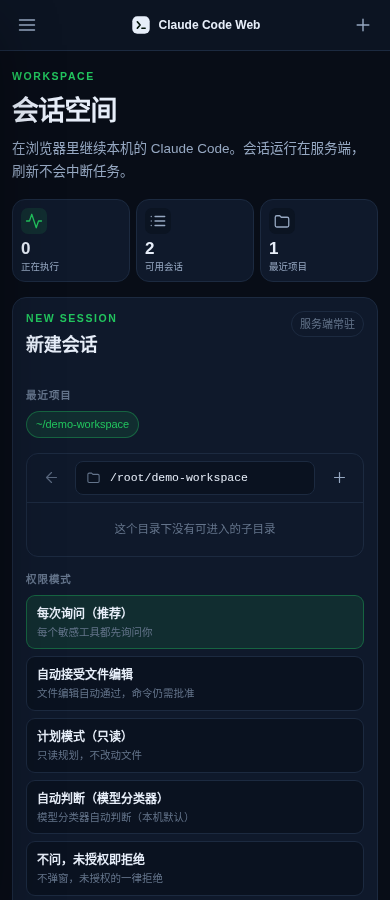 Claude Code Web
WORKSPACE
会话空间
在浏览器里继续本机的 Claude Code。会话运行在服务端，
刷新不会中断任务。
0
正在执行
2
可用会话
1
最近项目
NEW SESSION
新建会话
服务端常驻
最近项目
~/demo-workspace
/root/demo-workspace
这个目录下没有可进入的子目录
权限模式
每次询问（推荐）
每个敏感工具都先询问你
自动接受文件编辑
文件编辑自动通过，命令仍需批准
计划模式（只读）
只读规划，不改动文件
自动判断（模型分类器）
模型分类器自动判断（本机默认）
不问，未授权即拒绝
不弹窗，未授权的一律拒绝